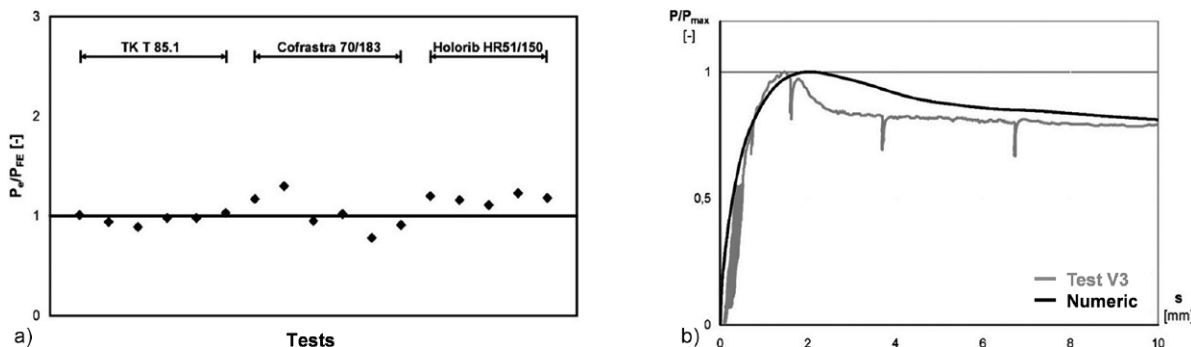 3
2
1
0
Pe/PFE [-]
TK T 85.1
Cofrastra 70/183
Holorib HR51/150
a)
Tests
P/Pmax
[-]
1
0,5
0
Test V3
Numeric
s
[mm]
b)
0 2 4 6 8 10